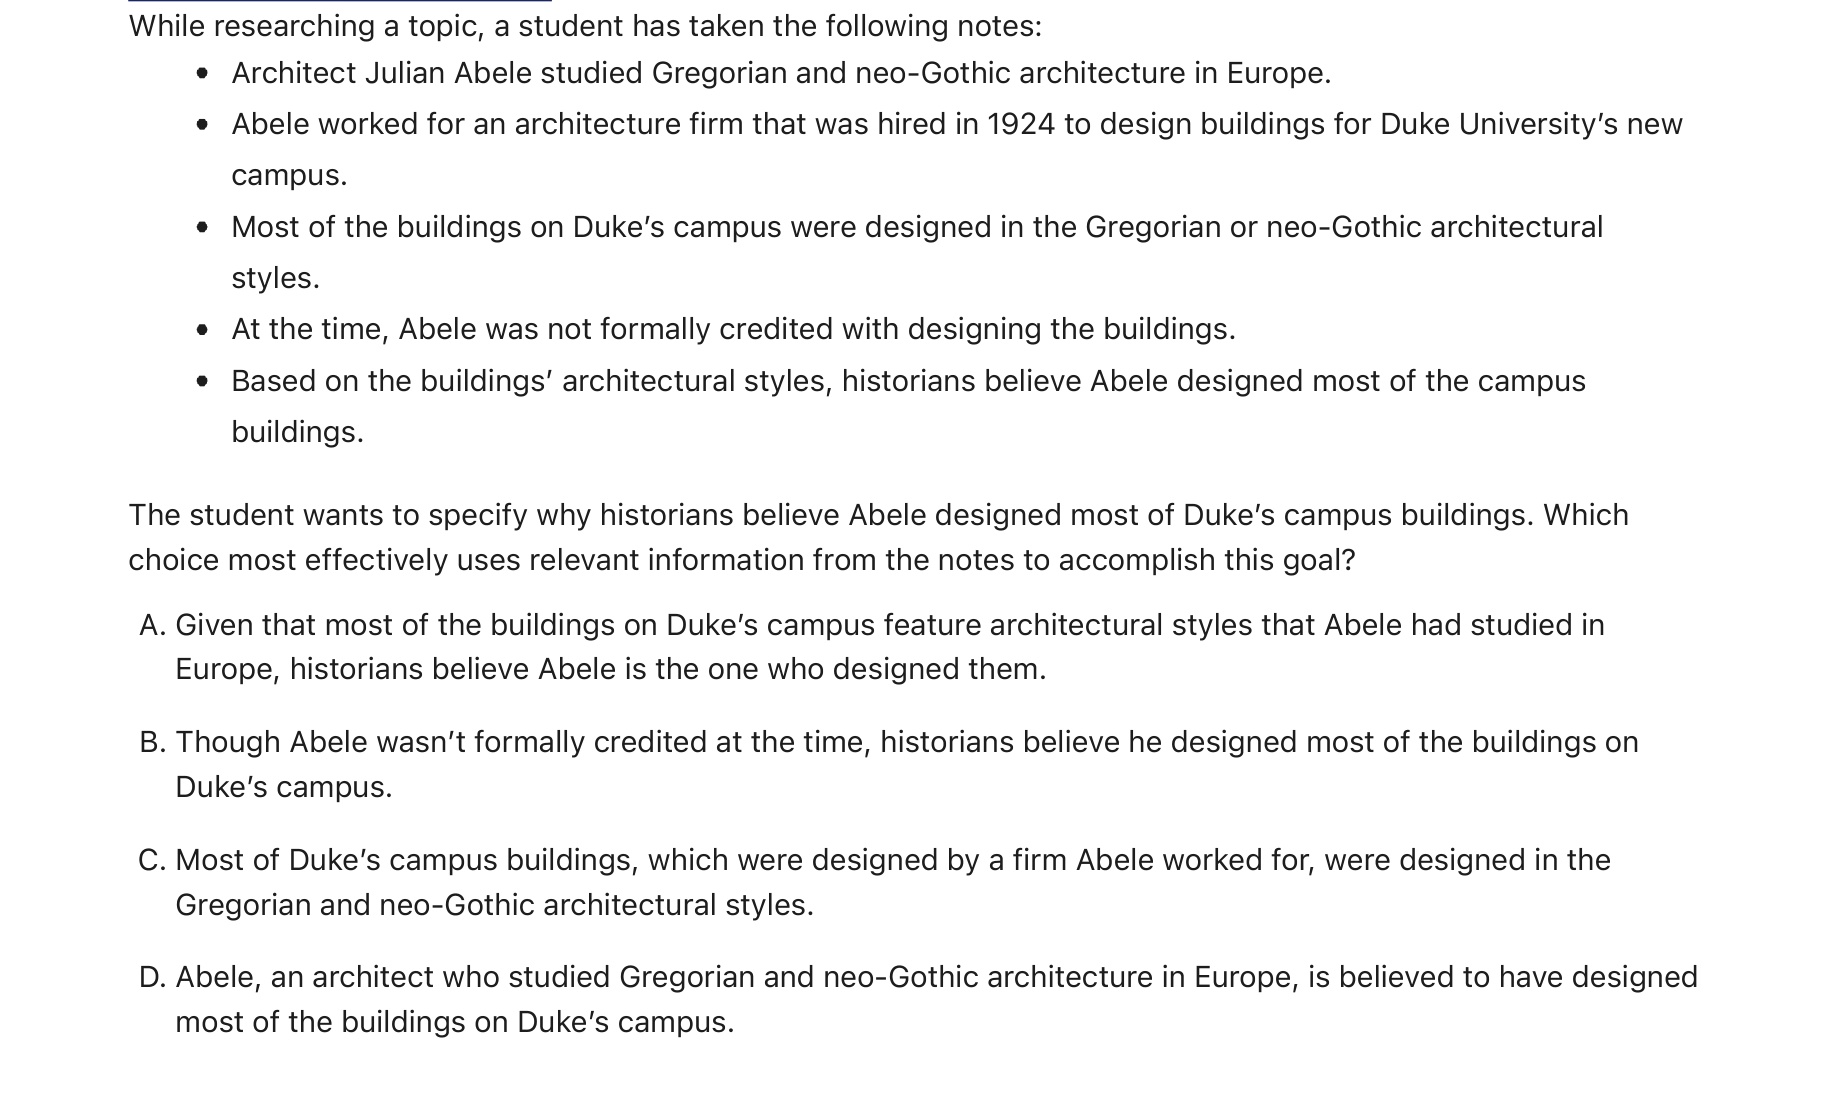 While researching a topic, a student has taken the following notes:
• Architect Julian Abele studied Gregorian and neo-Gothic architecture in Europe.
• Abele worked for an architecture firm that was hired in 1924 to design buildings for Duke University’s new
campus.
• Most of the buildings on Duke’s campus were designed in the Gregorian or neo-Gothic architectural
styles.
• At the time, Abele was not formally credited with designing the buildings.
• Based on the buildings’ architectural styles, historians believe Abele designed most of the campus
buildings.
The student wants to specify why historians believe Abele designed most of Duke’s campus buildings. Which
choice most effectively uses relevant information from the notes to accomplish this goal?
A. Given that most of the buildings on Duke’s campus feature architectural styles that Abele had studied in
Europe, historians believe Abele is the one who designed them.
B. Though Abele wasn’t formally credited at the time, historians believe he designed most of the buildings on
Duke’s campus.
C. Most of Duke’s campus buildings, which were designed by a firm Abele worked for, were designed in the
Gregorian and neo-Gothic architectural styles.
D. Abele, an architect who studied Gregorian and neo-Gothic architecture in Europe, is believed to have designed
most of the buildings on Duke’s campus.